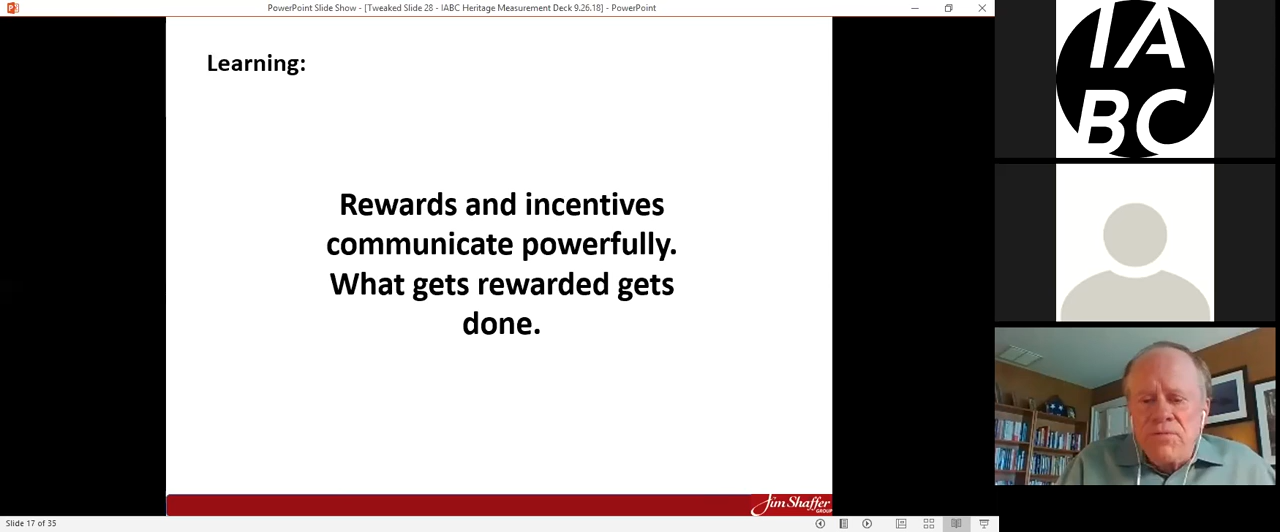 PowerPoint Slide Show - [Tweaked Slide 28 - IABC Heritage Measurement Deck 9.26.18] - PowerPoint
Learning:
Rewards and incentives
communicate powerfully.
What gets rewarded gets
done.
Jim Shaffer
GROUP
Slide 17 of 35
IA
BC